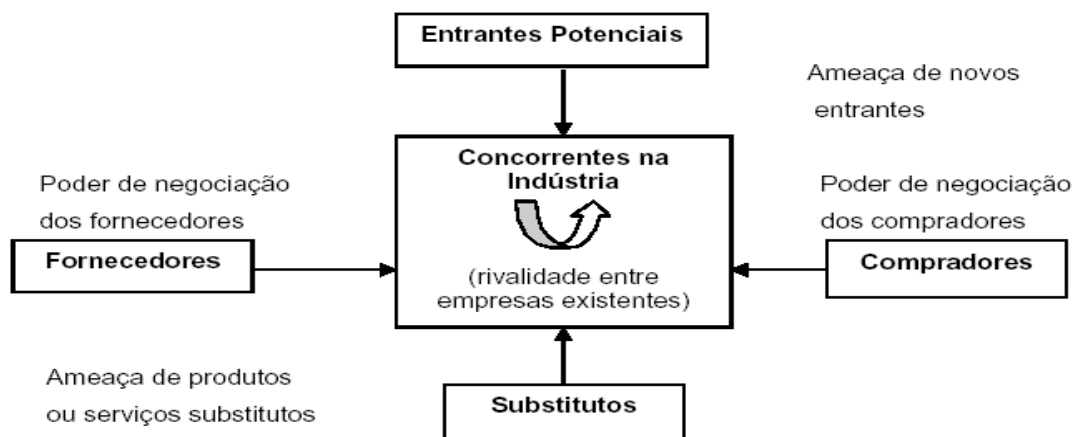 Entrantes Potenciais
Ameaça de novos
entrantes
Concorrentes na
Indústria
Poder de negociação
dos fornecedores
Poder de negociação
dos compradores
Fornecedores
Compradores
(rivalidade entre
empresas existentes)
Ameaça de produtos
ou serviços substitutos
Substitutos